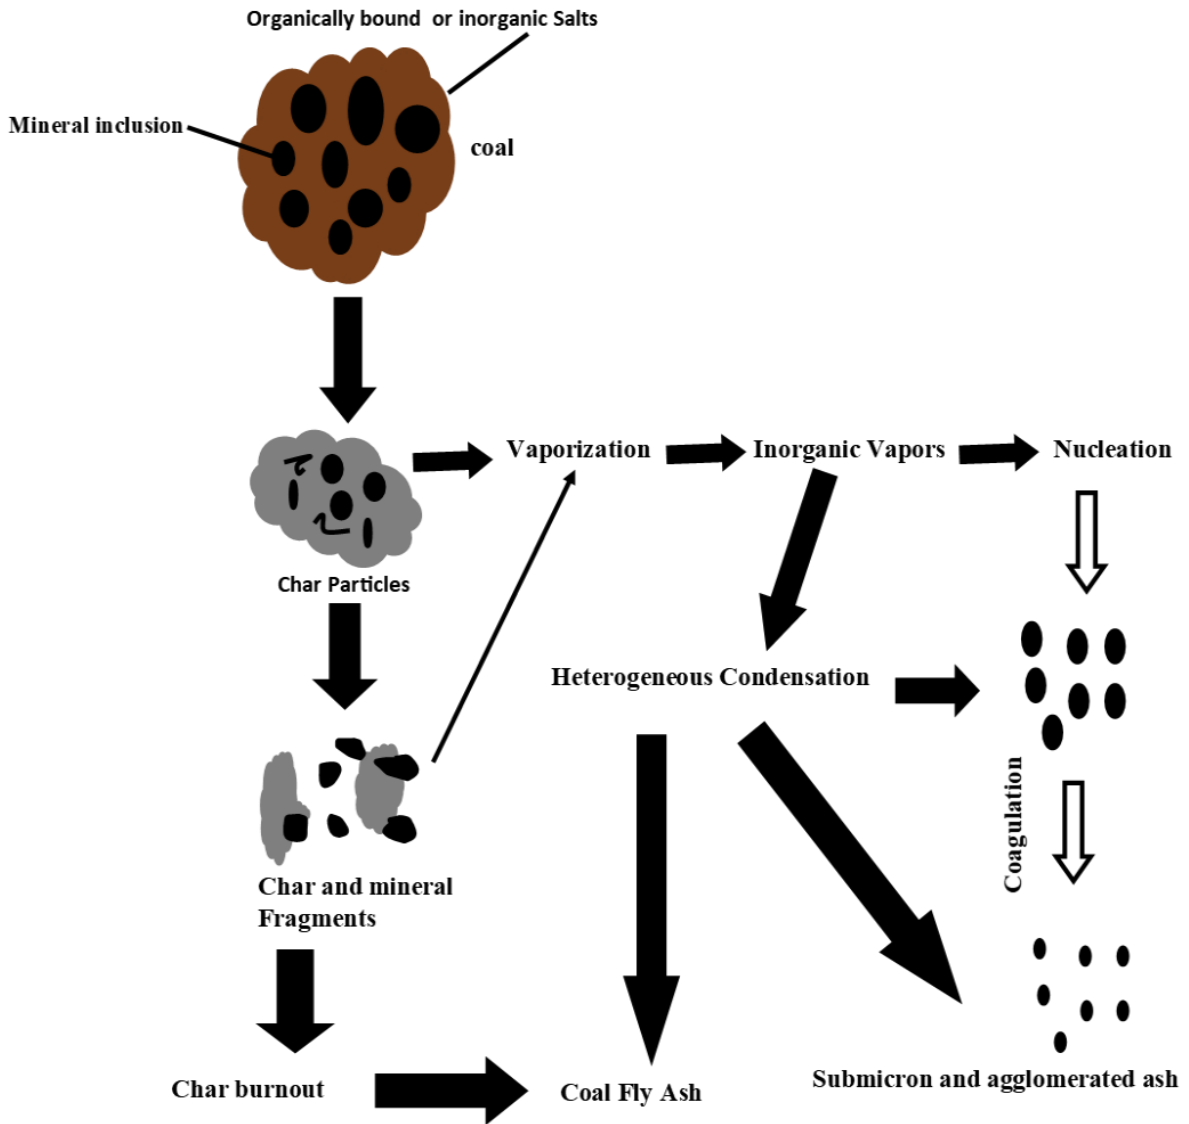 Organically bound or inorganic Salts
Mineral inclusion
coal
Vaporization
Inorganic Vapors
Nucleation
Char Particles
Heterogeneous Condensation
Coagulation
Char and mineral
Fragments
Char burnout
Coal Fly Ash
Submicron and agglomerated ash